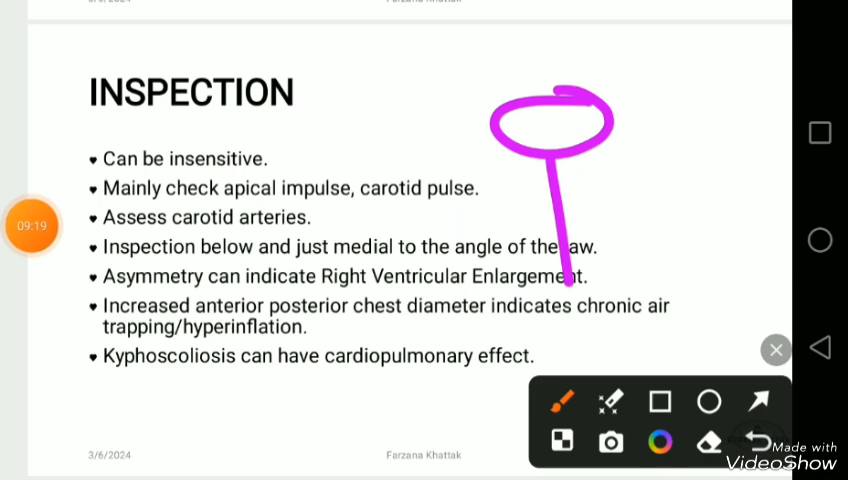 INSPECTION
Can be insensitive.
Mainly check apical impulse, carotid pulse.
Assess carotid arteries.
09:19
Inspection below and just medial to the angle of the jaw.
Asymmetry can indicate Right Ventricular Enlargement.
Increased anterior posterior chest diameter indicates chronic air
trapping/hyperinflation.
Kyphoscoliosis can have cardiopulmonary effect.
3/6/2024
Farzana Khattak
Made with
VideoShow